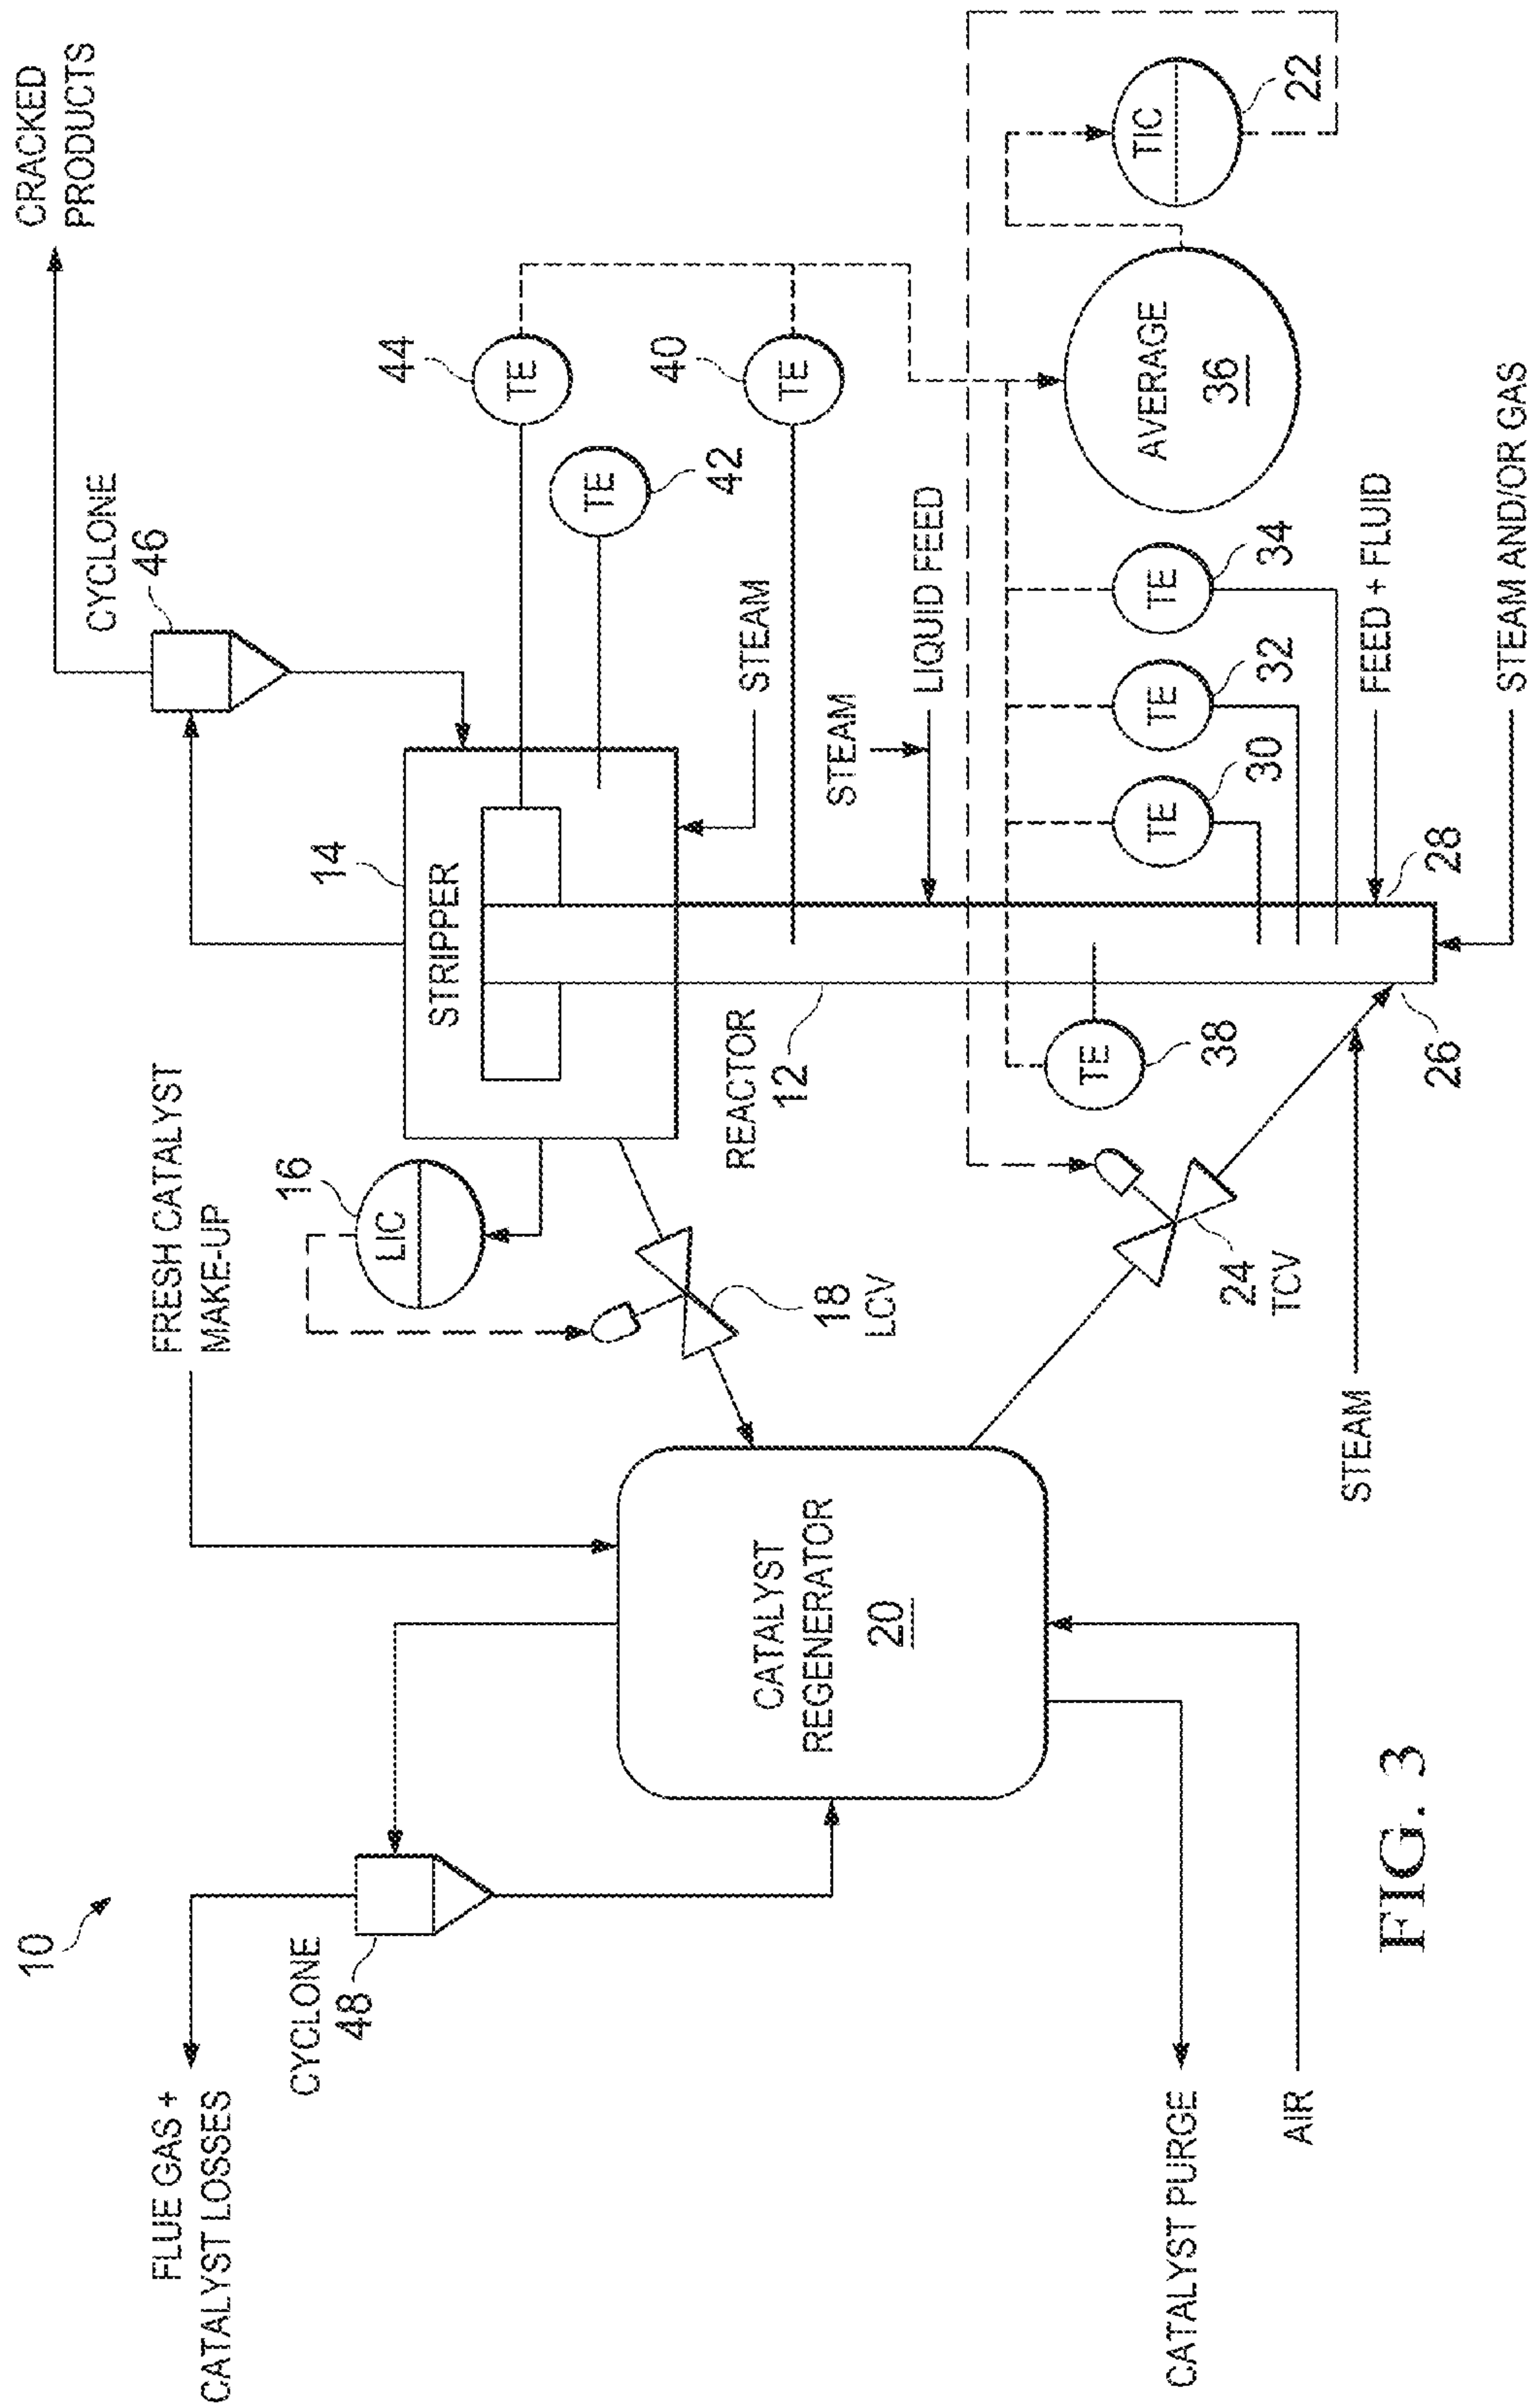 10
FLUE GAS +
CATALYST LOSSES
CYCLONE
48
FRESH CATALYST
MAKE-UP
CYCLONE
46
CRACKED
PRODUCTS
16
LIC
14
STRIPPER
44
TE
TE
42
40
TE
STEAM
18
LCV
REACTOR
12
STEAM
LIQUID FEED
CATALYST
REGENERATOR
20
TE
38
24
TCV
TE
30
TE
32
TE
34
AVERAGE
36
TIC
22
CATALYST PURGE
AIR
STEAM
26
28
FEED + FLUID
STEAM AND/OR GAS
FIG. 3